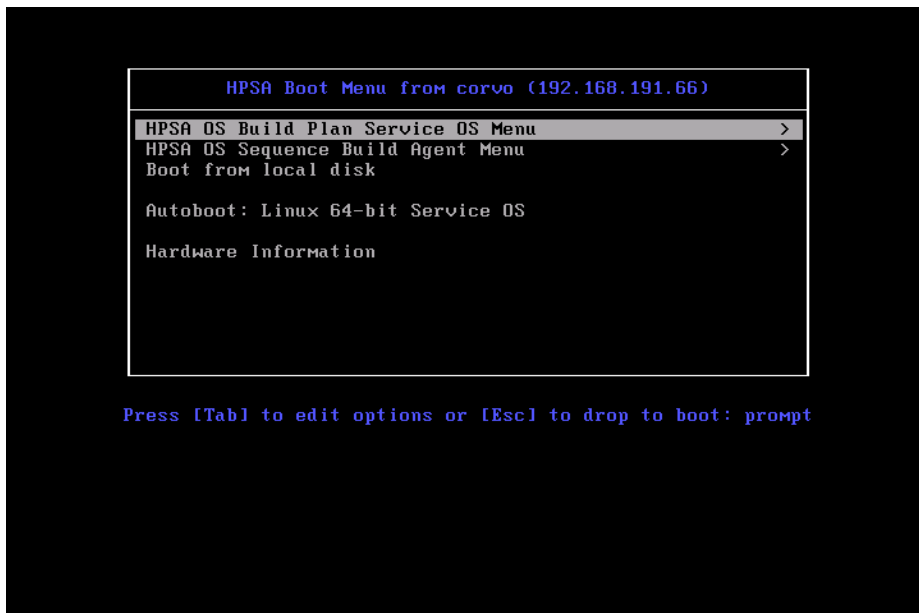 HPSA Boot Menu from corvo (192.168.191.66)
HPSA OS Build Plan Service OS Menu >
HPSA OS Sequence Build Agent Menu >
Boot from local disk
Autoboot: Linux 64-bit Service OS
Hardware Information
Press [Tab] to edit options or [Esc] to drop to boot: prompt